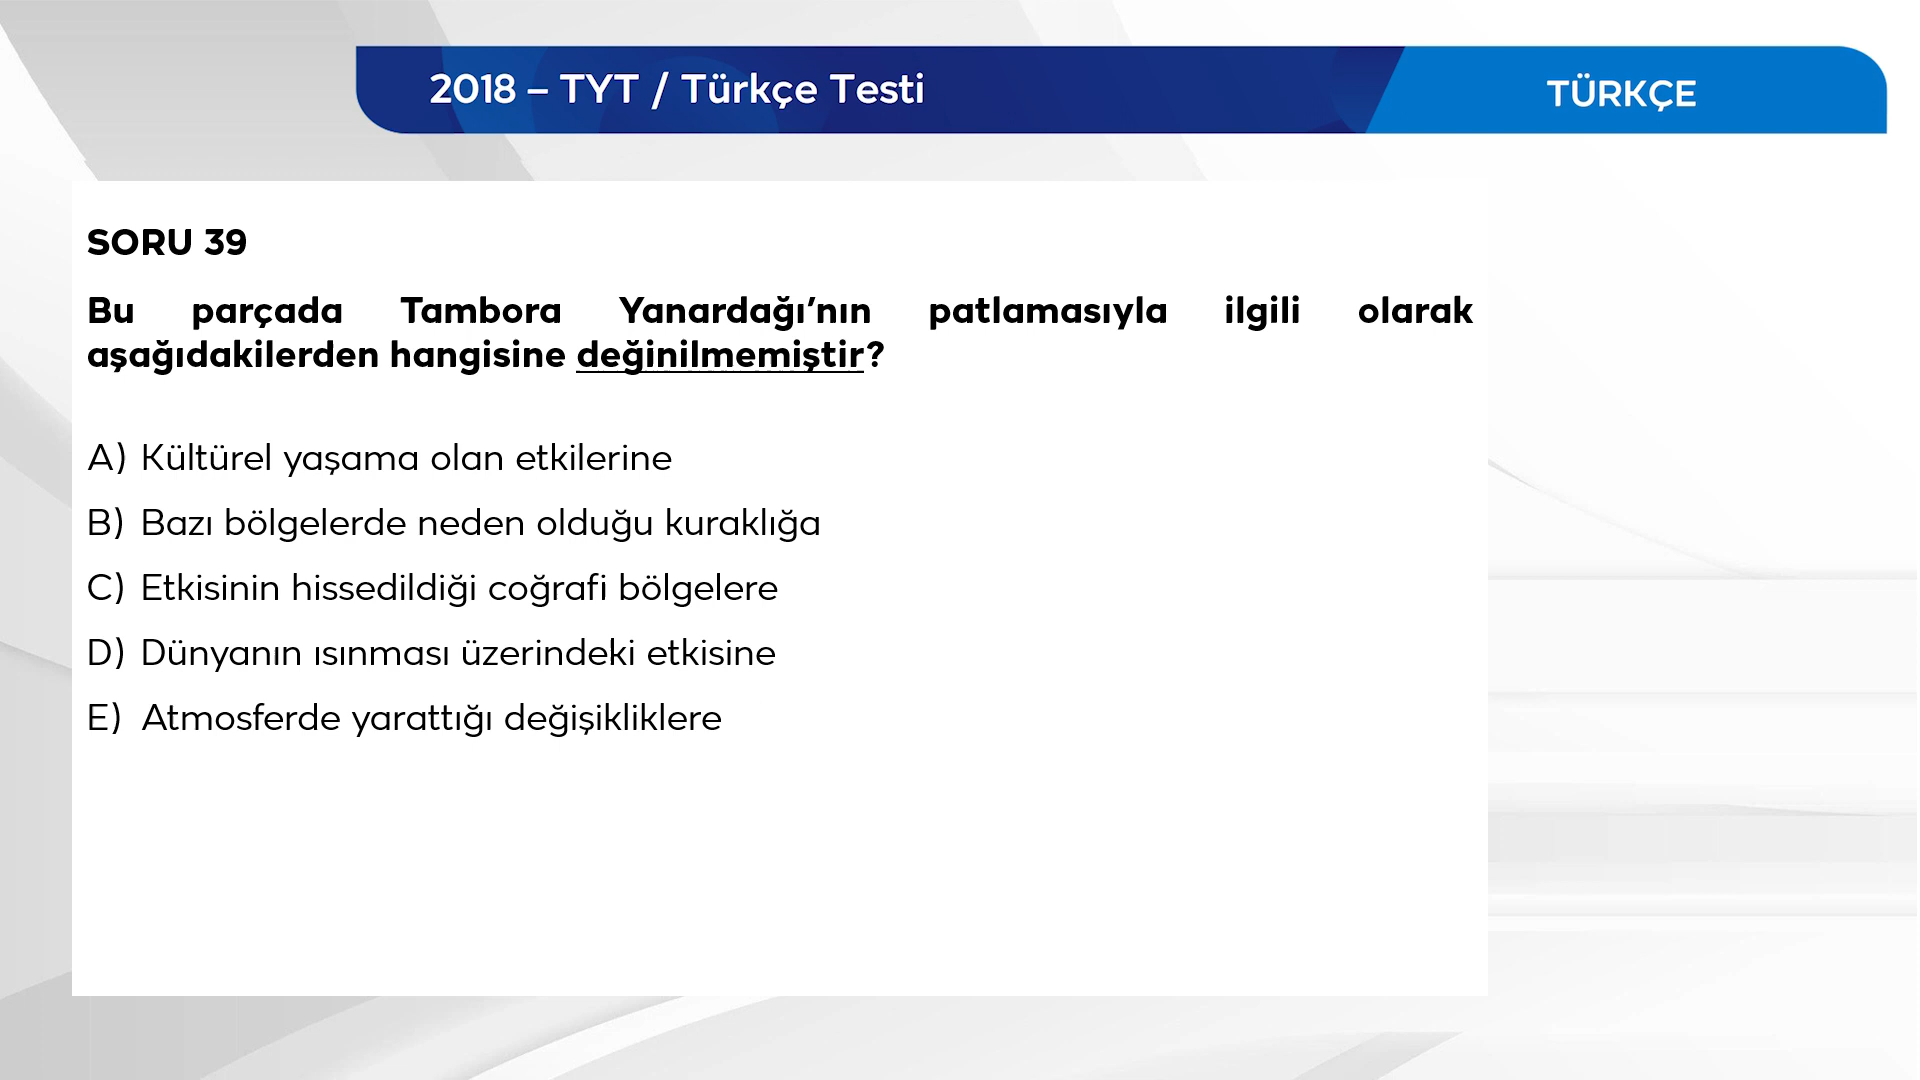 2018 – TYT / Türkçe Testi
TÜRKÇE
SORU 39
Bu parçada Tambora Yanardağı’nın patlamasıyla ilgili olarak
aşağıdakilerden hangisine değinilmemiştir?
A) Kültürel yaşama olan etkilerine
B) Bazı bölgelerde neden olduğu kuraklığa
C) Etkisinin hissedildiği coğrafi bölgelere
D) Dünyanın ısınması üzerindeki etkisine
E) Atmosferde yarattığı değişikliklere